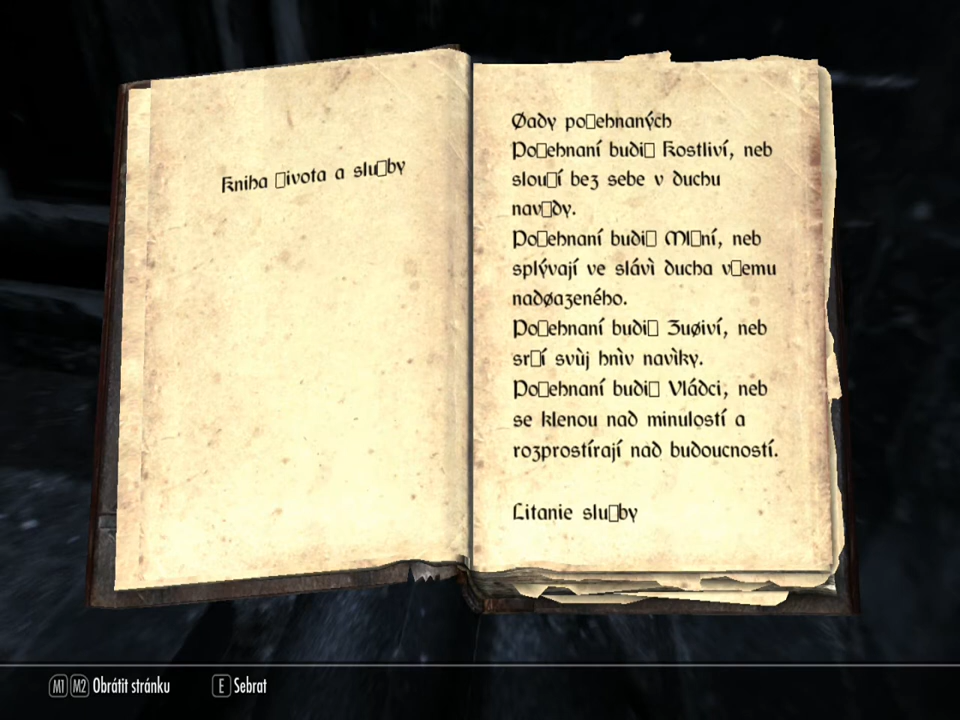 Kniha □ivota a slu□by
Øady po□ehnaných
Po□ehnaní budi□ Kostliví, neb
slou□í bez sebe v duchu
nav□dy.
Po□ehnaní budi□ Ml□ní, neb
splývají ve slávì ducha v□emu
nadøazeného.
Po□ehnaní budi□ Zuøiví, neb
sr□í svùj hnìv navìky.
Po□ehnaní budi□ Vládci, neb
se klenou nad minulostí a
rozprostírají nad budoucností.
Litanie slu□by
M1 M2 Obrátit stránku
E Sebrat